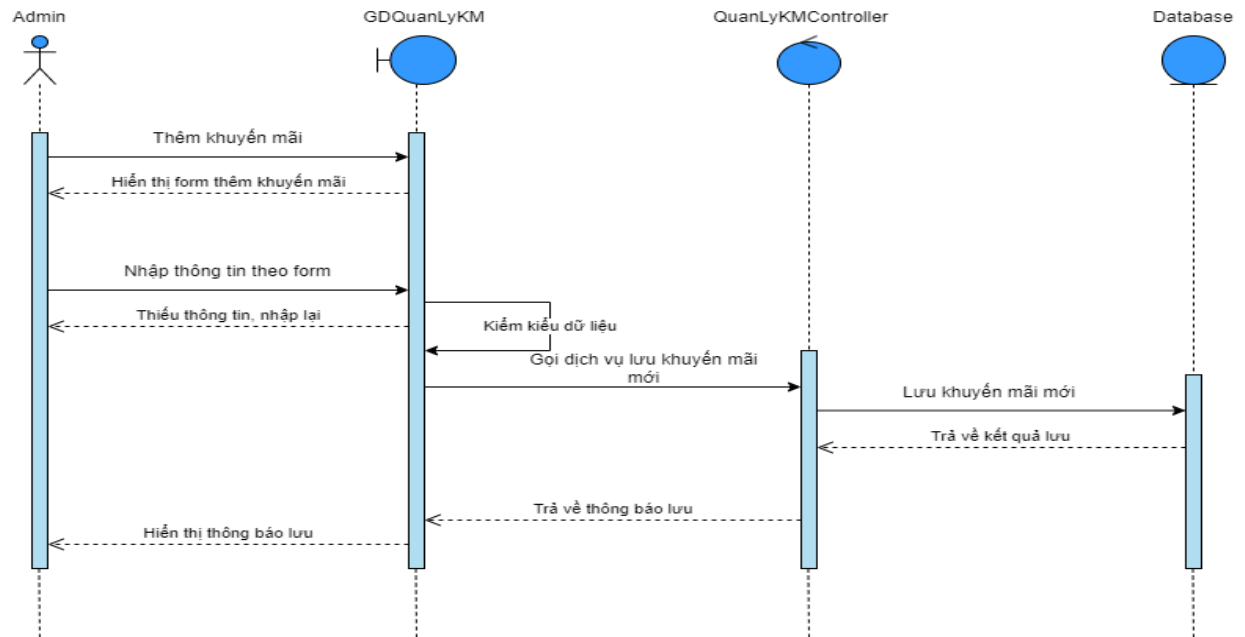 Admin
GDQuanLyKM
QuanLyKMController
Database
Thêm khuyến mãi
Hiển thị form thêm khuyến mãi
Nhập thông tin theo form
Thiếu thông tin, nhập lại
Kiểm kiểu dữ liệu
Gọi dịch vụ lưu khuyến mãi
mới
Lưu khuyến mãi mới
Trả về kết quả lưu
Trả về thông báo lưu
Hiển thị thông báo lưu